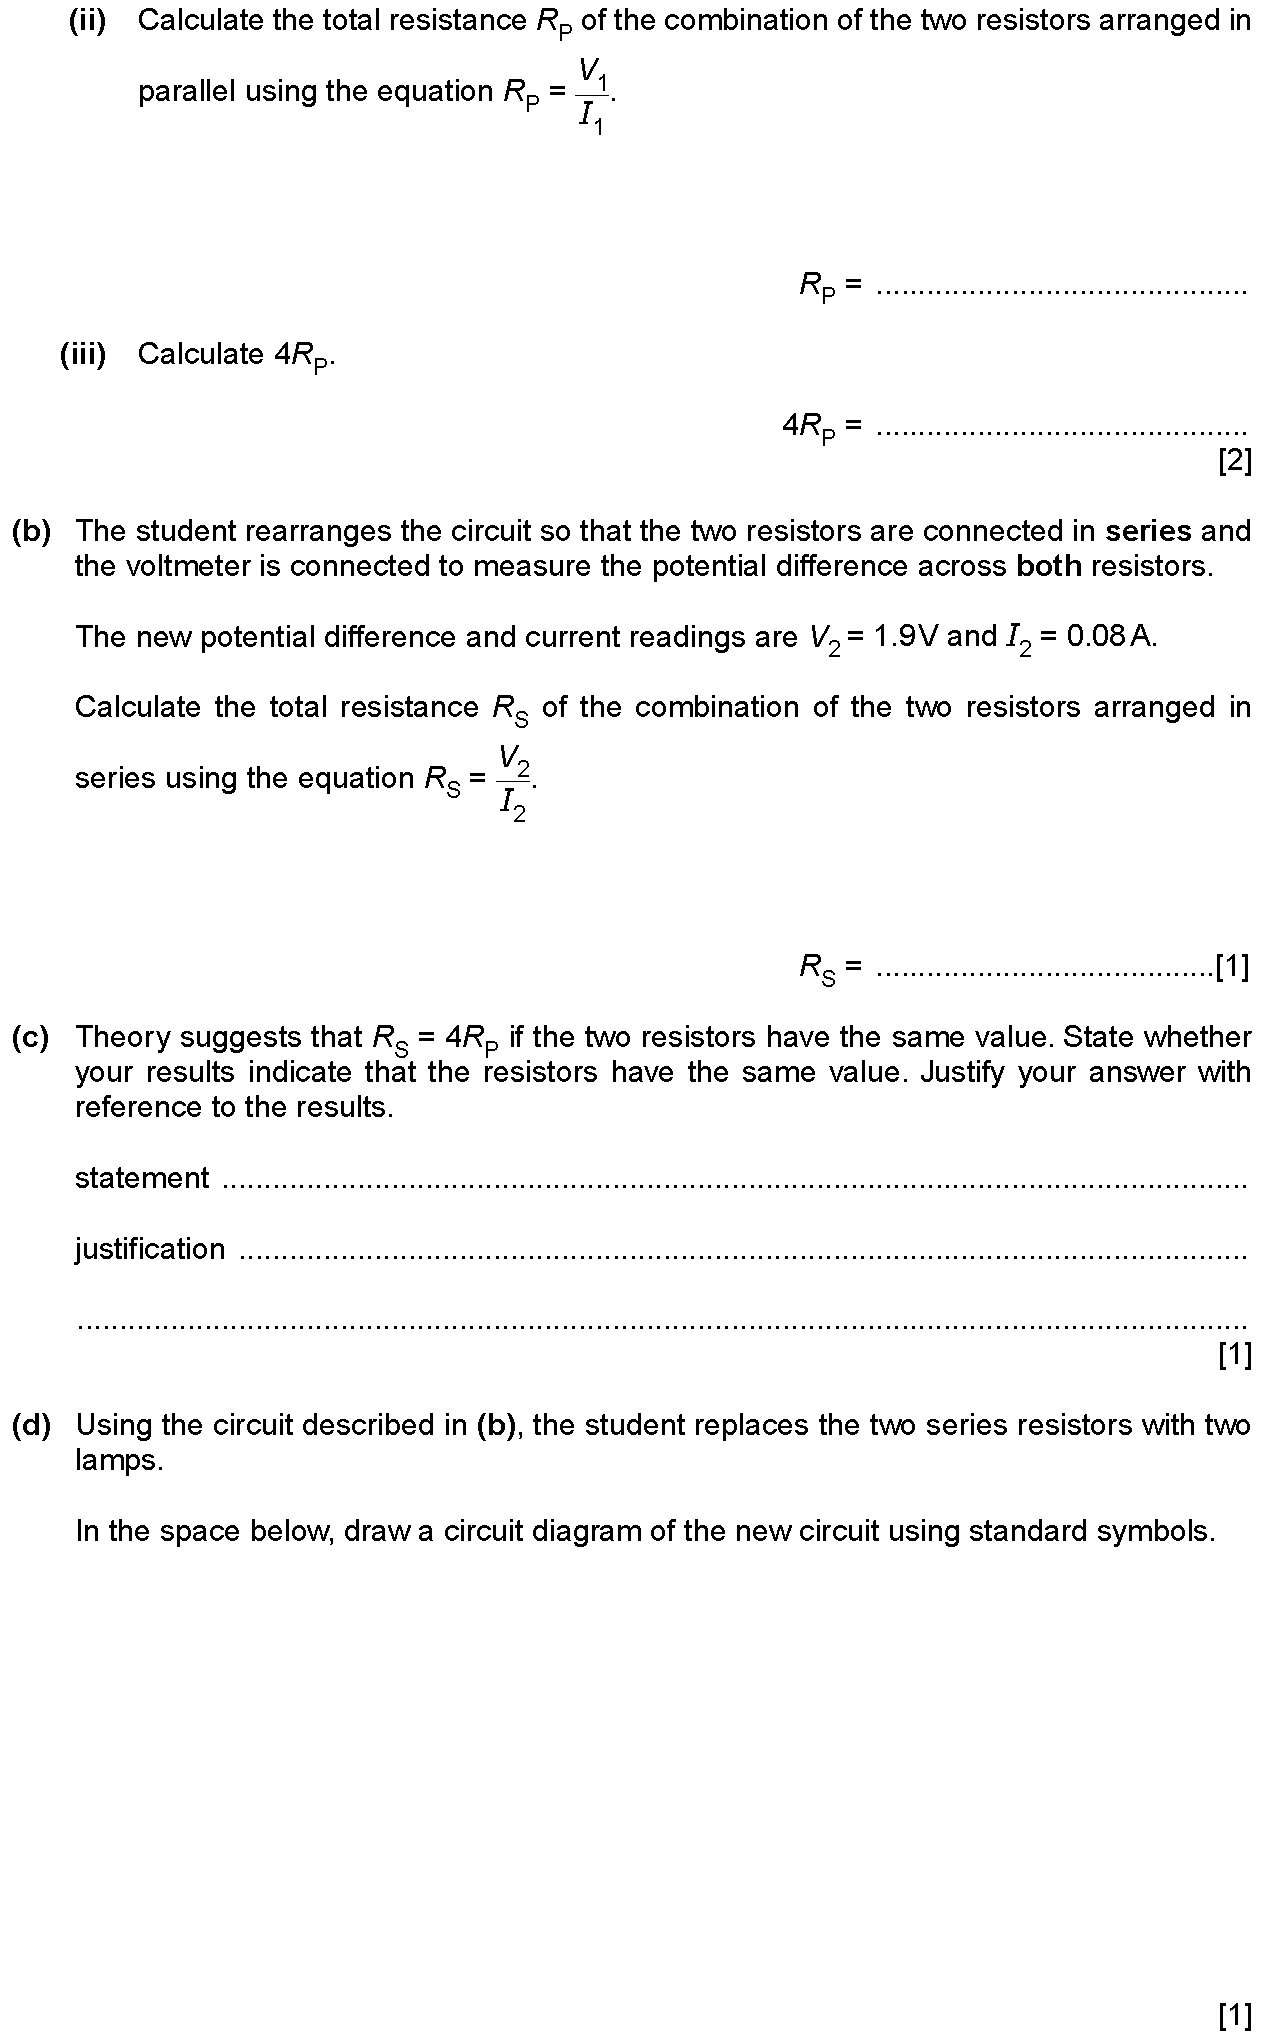 (ii) Calculate the total resistance R_P of the combination of the two resistors arranged in
parallel using the equation R_P = V_1/I_1.
R_P = ............................................
(iii) Calculate 4R_P.
4R_P = ............................................
[2]
(b) The student rearranges the circuit so that the two resistors are connected in series and
the voltmeter is connected to measure the potential difference across both resistors.
The new potential difference and current readings are V_2 = 1.9 V and I_2 = 0.08 A.
Calculate the total resistance R_S of the combination of the two resistors arranged in
series using the equation R_S = V_2/I_2.
R_S = ........................................[1]
(c) Theory suggests that R_S = 4R_P if the two resistors have the same value. State whether
your results indicate that the resistors have the same value. Justify your answer with
reference to the results.
statement ..........................................................................................................................
justification ........................................................................................................................
...........................................................................................................................................
[1]
(d) Using the circuit described in (b), the student replaces the two series resistors with two
lamps.
In the space below, draw a circuit diagram of the new circuit using standard symbols.
[1]